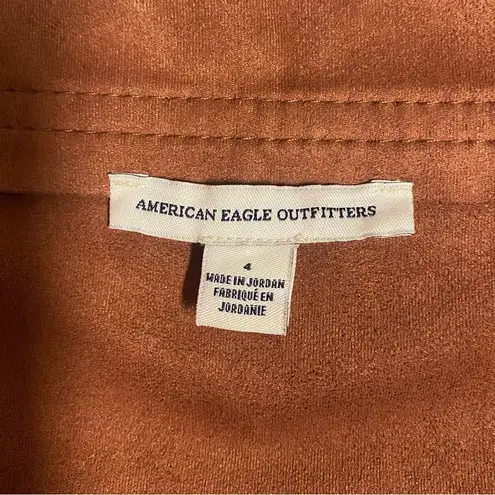 AMERICAN EAGLE OUTFITTERS
4
MADE IN JORDAN
FABRIQUÉ EN
JORDANIE